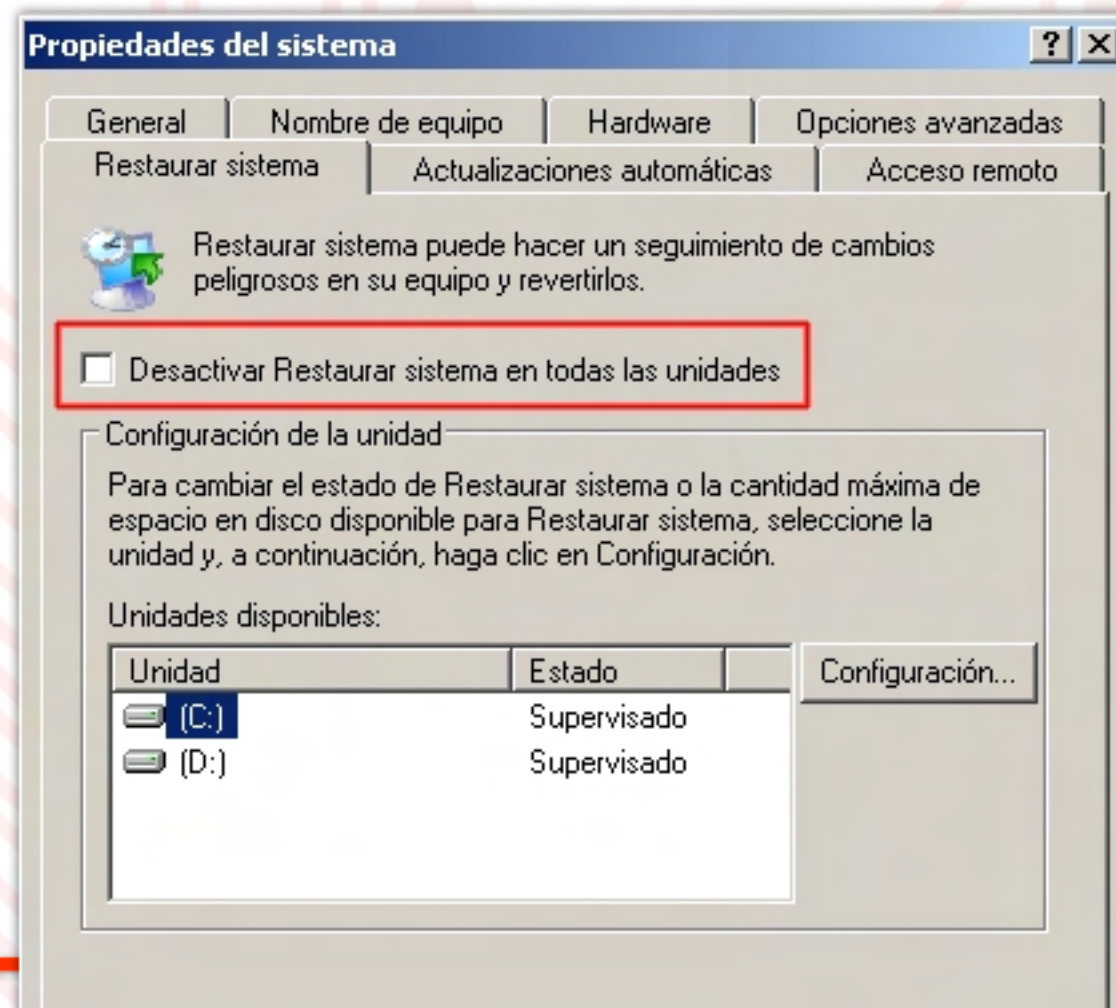 Propiedades del sistema
General Nombre de equipo Hardware Opciones avanzadas
Restaurar sistema Actualizaciones automáticas Acceso remoto
Restaurar sistema puede hacer un seguimiento de cambios
peligrosos en su equipo y revertirlos.
Desactivar Restaurar sistema en todas las unidades
Configuración de la unidad
Para cambiar el estado de Restaurar sistema o la cantidad máxima de
espacio en disco disponible para Restaurar sistema, seleccione la
unidad y, a continuación, haga clic en Configuración.
Unidades disponibles:
Unidad Estado Configuración...
(C:) Supervisado
(D:) Supervisado